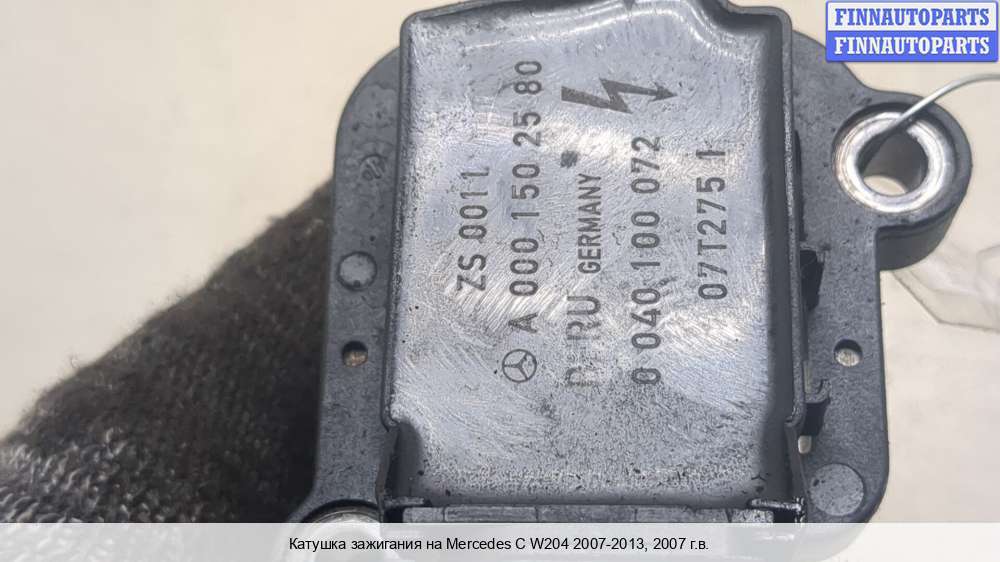 FINNAUTOPARTS
FINNAUTOPARTS
ZS 0011
A 000 150 25 80
BERU GERMANY
0 040 100 072
07T2751
Катушка зажигания на Mercedes C W204 2007-2013, 2007 г.в.